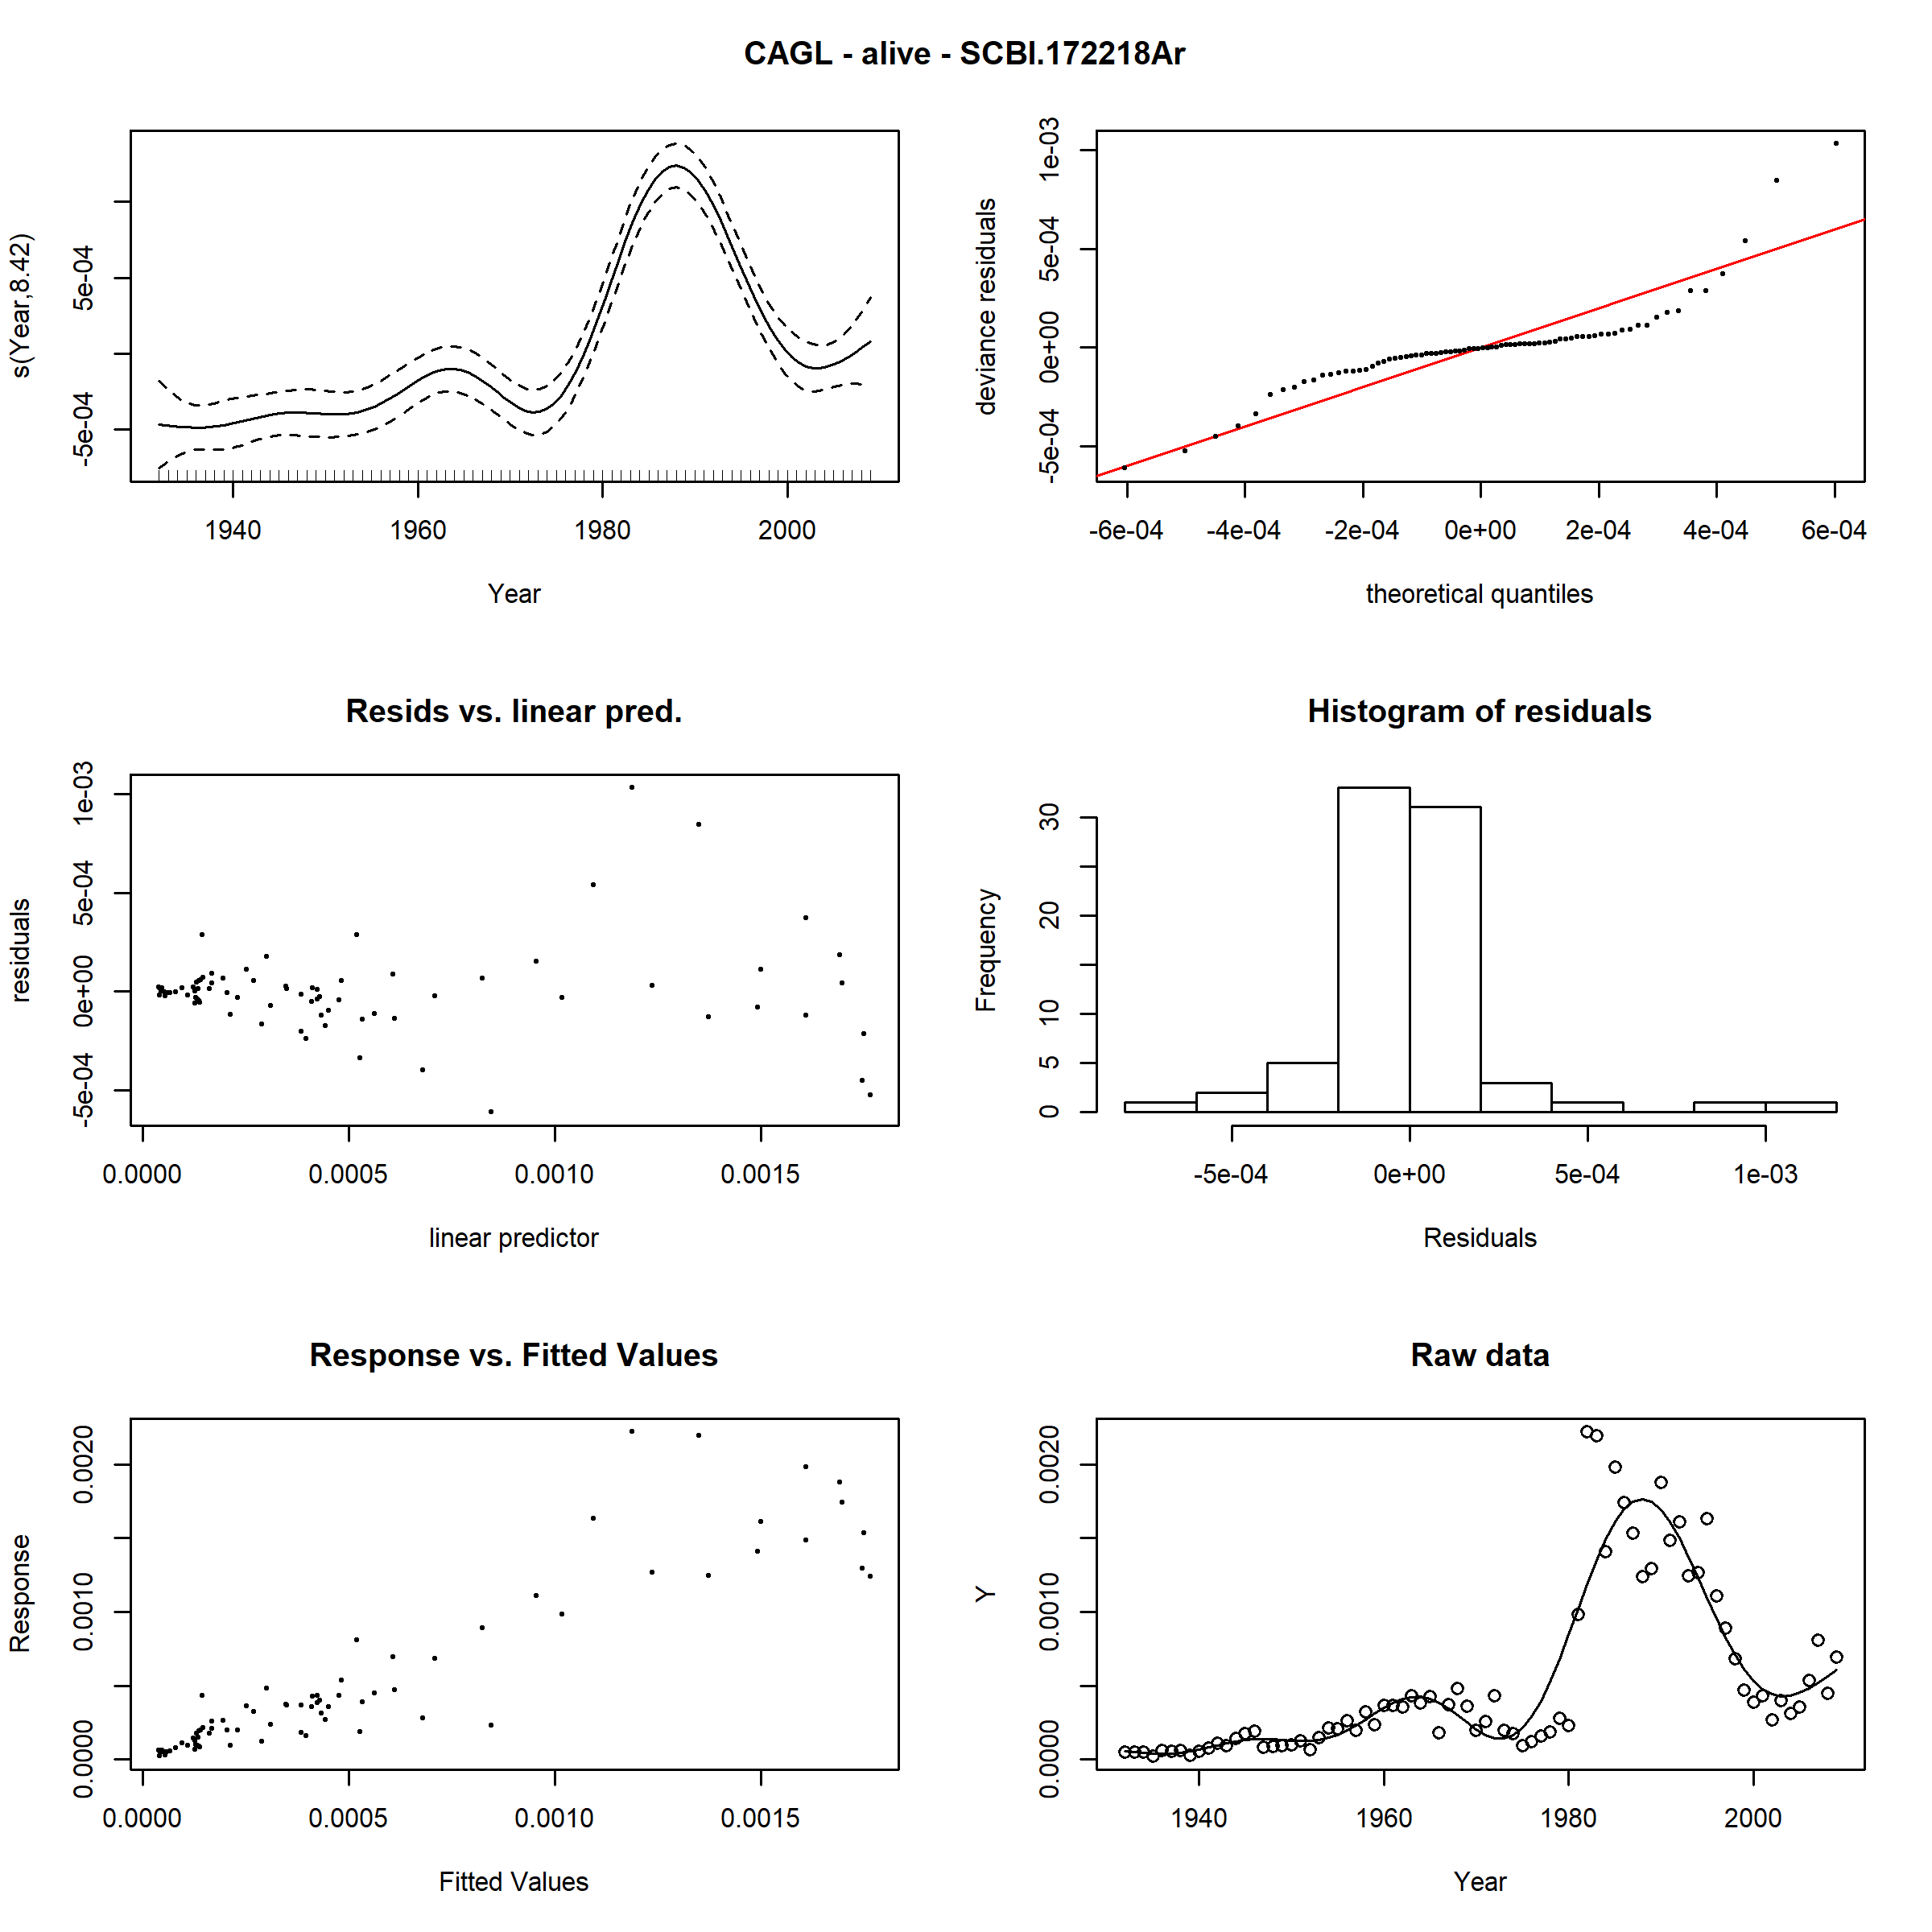 CAGL - alive - SCBI.172218Ar
s(Year,8.42)
-5e-04
5e-04
1940
1960
1980
2000
Year
deviance residuals
-5e-04
0e+00
5e-04
1e-03
-6e-04
-4e-04
-2e-04
0e+00
2e-04
4e-04
6e-04
theoretical quantiles
Resids vs. linear pred.
residuals
-5e-04
0e+00
5e-04
1e-03
0.0000
0.0005
0.0010
0.0015
linear predictor
Histogram of residuals
Frequency
0
5
10
20
30
-5e-04
0e+00
5e-04
1e-03
Residuals
Response vs. Fitted Values
Response
0.0000
0.0010
0.0020
0.0000
0.0005
0.0010
0.0015
Fitted Values
Raw data
Y
0.0000
0.0010
0.0020
1940
1960
1980
2000
Year